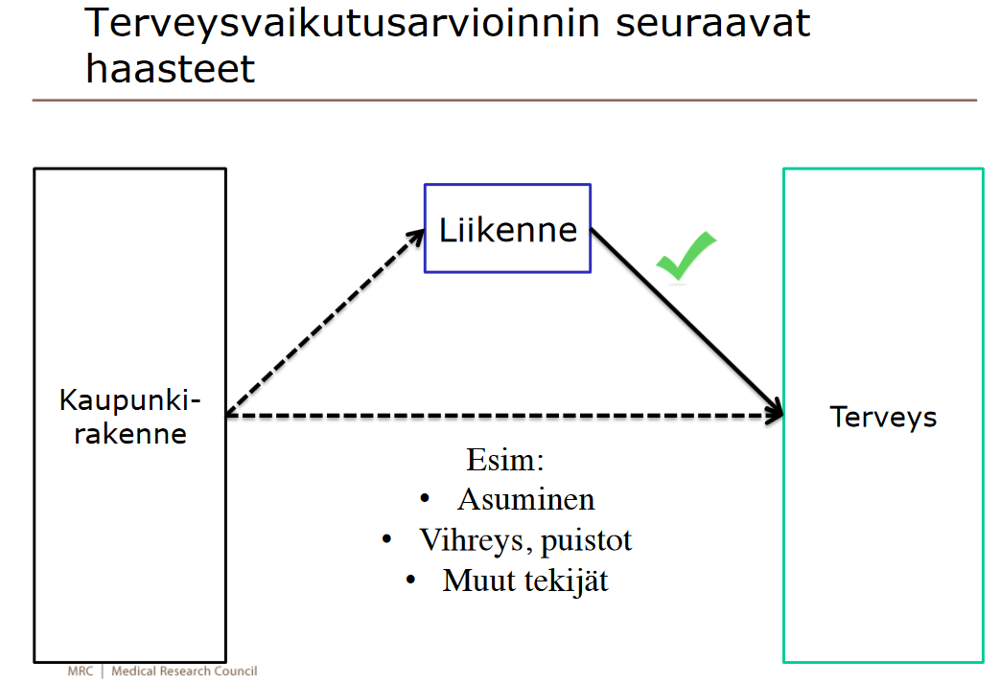 Terveysvaikutusarvioinnin seuraavat
haasteet
Liikenne
Kaupunki-
rakenne
Terveys
Esim:
• Asuminen
• Vihreys, puistot
• Muut tekijät
MRC | Medical Research Council